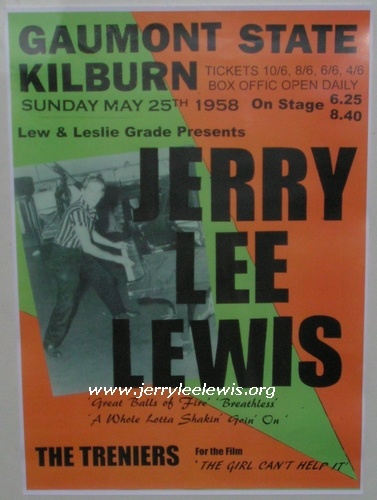 GAUMONT STATE
KILBURN
TICKETS 10/6, 8/6, 6/6, 4/6
BOX OFFIC OPEN DAILY
SUNDAY MAY 25TH 1958 On Stage 6.25
8.40
Lew & Leslie Grade Presents
JERRY
LEE
LEWIS
www.jerryleelewis.org
'Great Balls of Fire' 'Breathless'
'A Whole Lotta Shakin' Goin' On'
THE TRENIERS
For the Film
'THE GIRL CAN'T HELP IT'